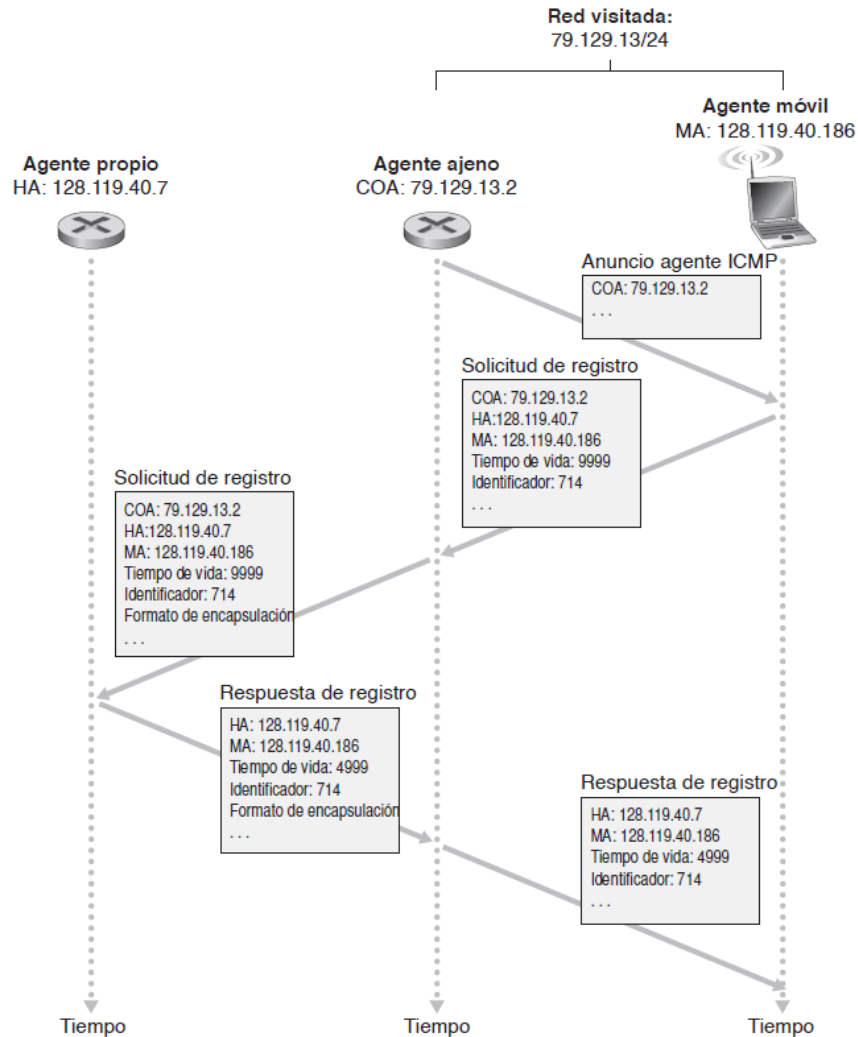 Red visitada:
79.129.13/24
Agente móvil
MA: 128.119.40.186
Agente propio
HA: 128.119.40.7
Agente ajeno
COA: 79.129.13.2
Anuncio agente ICMP
COA: 79.129.13.2
. . .
Solicitud de registro
COA: 79.129.13.2
HA:128.119.40.7
MA: 128.119.40.186
Tiempo de vida: 9999
Identificador: 714
. . .
Solicitud de registro
COA: 79.129.13.2
HA:128.119.40.7
MA: 128.119.40.186
Tiempo de vida: 9999
Identificador: 714
Formato de encapsulación
. . .
Respuesta de registro
HA: 128.119.40.7
MA: 128.119.40.186
Tiempo de vida: 4999
Identificador: 714
Formato de encapsulación
. . .
Respuesta de registro
HA: 128.119.40.7
MA: 128.119.40.186
Tiempo de vida: 4999
Identificador: 714
. . .
Tiempo
Tiempo
Tiempo